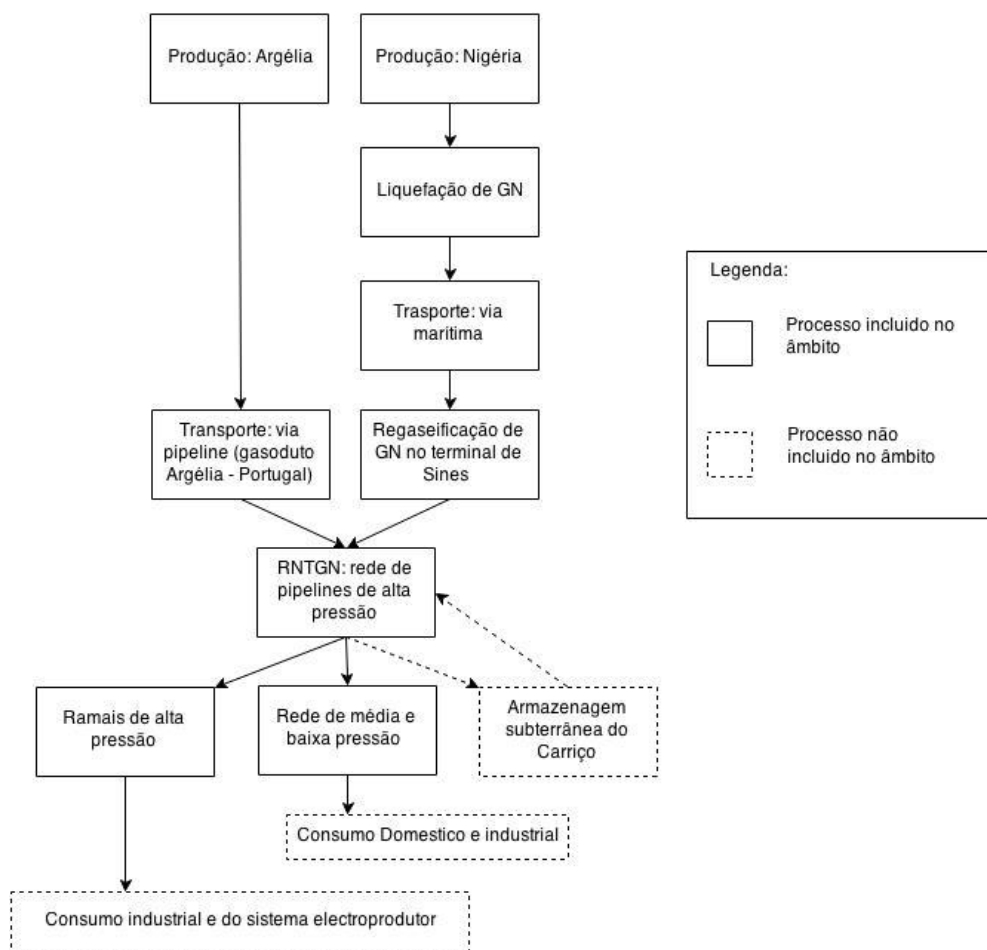 Produção: Argélia
Produção: Nigéria
Liquefação de GN
Trasporte: via
maritima
Legenda:
Processo incluido no
âmbito
Processo não
incluido no âmbito
Transporte: via
pipeline (gasoduto
Argélia - Portugal)
Regaseificação de
GN no terminal de
Sines
RNTGN: rede de
pipelines de alta
pressão
Ramais de alta
pressão
Rede de média e
baixa pressão
Armazenagem
subterrânea do
Carriço
Consumo Domestico e industrial
Consumo industrial e do sistema electroprodutor